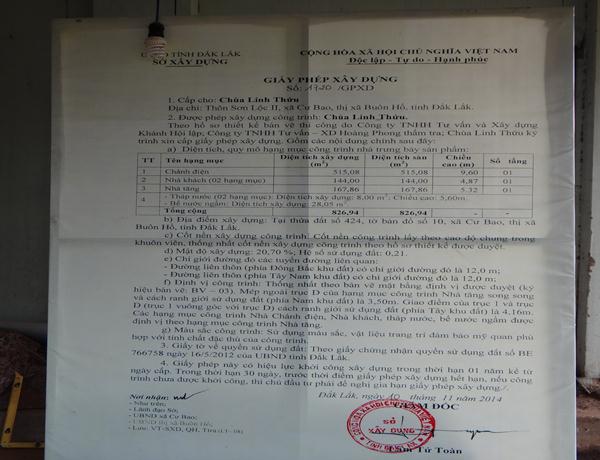 UBND TỈNH ĐẮK LẮK
SỞ XÂY DỰNG
CỘNG HÒA XÃ HỘI CHỦ NGHĨA VIỆT NAM
Độc lập - Tự do - Hạnh phúc
GIẤY PHÉP XÂY DỰNG
Số: /GPXD
1. Cấp cho: Chùa Linh Thứu
Địa chỉ: Thôn Sơn Lộc II, xã Cư Bao, thị xã Buôn Hồ, tỉnh Đắk Lắk.
2. Được phép xây dựng công trình: Chùa Linh Thứu.
Theo hồ sơ thiết kế bản vẽ thi công do Công ty TNHH Tư vấn và Xây dựng
Khánh Hội lập; Công ty TNHH Tư vấn – XD Hoàng Phong thẩm tra; Chùa Linh Thứu ký
trình xin cấp giấy phép xây dựng. Gồm các nội dung chính sau đây:
a) Diện tích, quy mô hạng mục công trình nhà trưng bày sản phẩm:
TT Tên hạng mục Diện tích xây dựng (m²) Diện tích sàn (m²) Chiều cao (m) Số tầng
1 Chánh điện 515,08 515,08 9,60 01
2 Nhà khách (02 hạng mục) 144,00 144,00 4,87 01
3 Nhà tăng 167,86 167,86 5.32 01
4 - Tháp nước (02 hạng mục): Diện tích xây dựng: 8,00 m²; Chiều cao: 5,60m.
- Bể nước ngầm: Diện tích xây dựng: 28,05 m²
Tổng cộng 826,94 826,94 - -
b) Địa điểm xây dựng: Tại thửa đất số 424, tờ bản đồ số 10, xã Cư Bao, thị xã
Buôn Hồ, tỉnh Đắk Lắk.
c) Cốt nền xây dựng công trình: Cốt nền công trình lấy theo cao độ chung trong
khuôn viên, thống nhất cốt nền xây dựng công trình theo hồ sơ thiết kế được duyệt.
d) Mật độ xây dựng: 20,70 %; Hệ số sử dụng đất: 0,21.
e) Chỉ giới đường đỏ các tuyến đường liên quan:
- Đường liên thôn (phía Đông Bắc khu đất) có chỉ giới đường đỏ là 12,0 m;
- Đường liên thôn (phía Tây Nam khu đất) có chỉ giới đường đỏ là 12,0 m;
f) Định vị công trình: Thống nhất theo bản vẽ mặt bằng định vị được duyệt (ký
hiệu bản vẽ: BV – 03). Mép ngoài trục D của hạng mục công trình Nhà tăng song song
và cách ranh giới sử dụng đất (phía Nam khu đất) là 3,50m. Giao điểm của trục 1 và trục
D (trục 1 vuông góc với trục D) cách ranh giới sử dụng đất (phía Tây khu đất) là 4,16m.
Các hạng mục công trình Nhà Chánh điện, Nhà khách, tháp nước, bể nước ngầm được
định vị theo hạng mục công trình Nhà tăng.
g) Màu sắc công trình: Sử dụng màu sắc, vật liệu trang trí đảm bảo mỹ quan phù
hợp với tính chất đặc thù của công trình.
3. Giấy tờ về quyền sử dụng đất: Theo giấy chứng nhận quyền sử dụng đất số BE
766758 ngày 16/5/2012 của UBND tỉnh Đắk Lắk.
4. Giấy phép này có hiệu lực khởi công xây dựng trong thời hạn 01 năm kể từ
ngày cấp. Trong thời hạn 30 ngày, trước thời điểm giấy phép xây dựng hết hạn, nếu công
trình chưa được khởi công, thì chủ đầu tư phải đề nghị gia hạn giấy phép xây dựng./.
Đắk Lắk, ngày 10 tháng 11 năm 2014
Nơi nhận:
- Như trên;
- Lãnh đạo Sở;
- UBND xã Cư Bao;
- UBND thị xã Buôn Hồ;
- Lưu: VT-SXD, QH,
GIÁM ĐỐC
SỞ
XÂY DỰNG
Tử Toàn